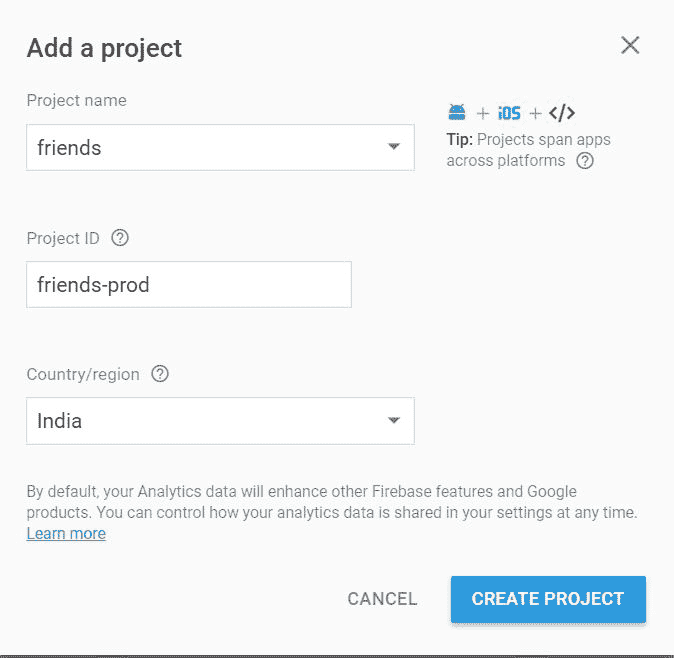 Add a project
Project name
friends
+ iOS + </>
Tip: Projects span apps
across platforms ?
Project ID ?
friends-prod
Country/region ?
India
By default, your Analytics data will enhance other Firebase features and Google
products. You can control how your analytics data is shared in your settings at any time.
Learn more
CANCEL
CREATE PROJECT